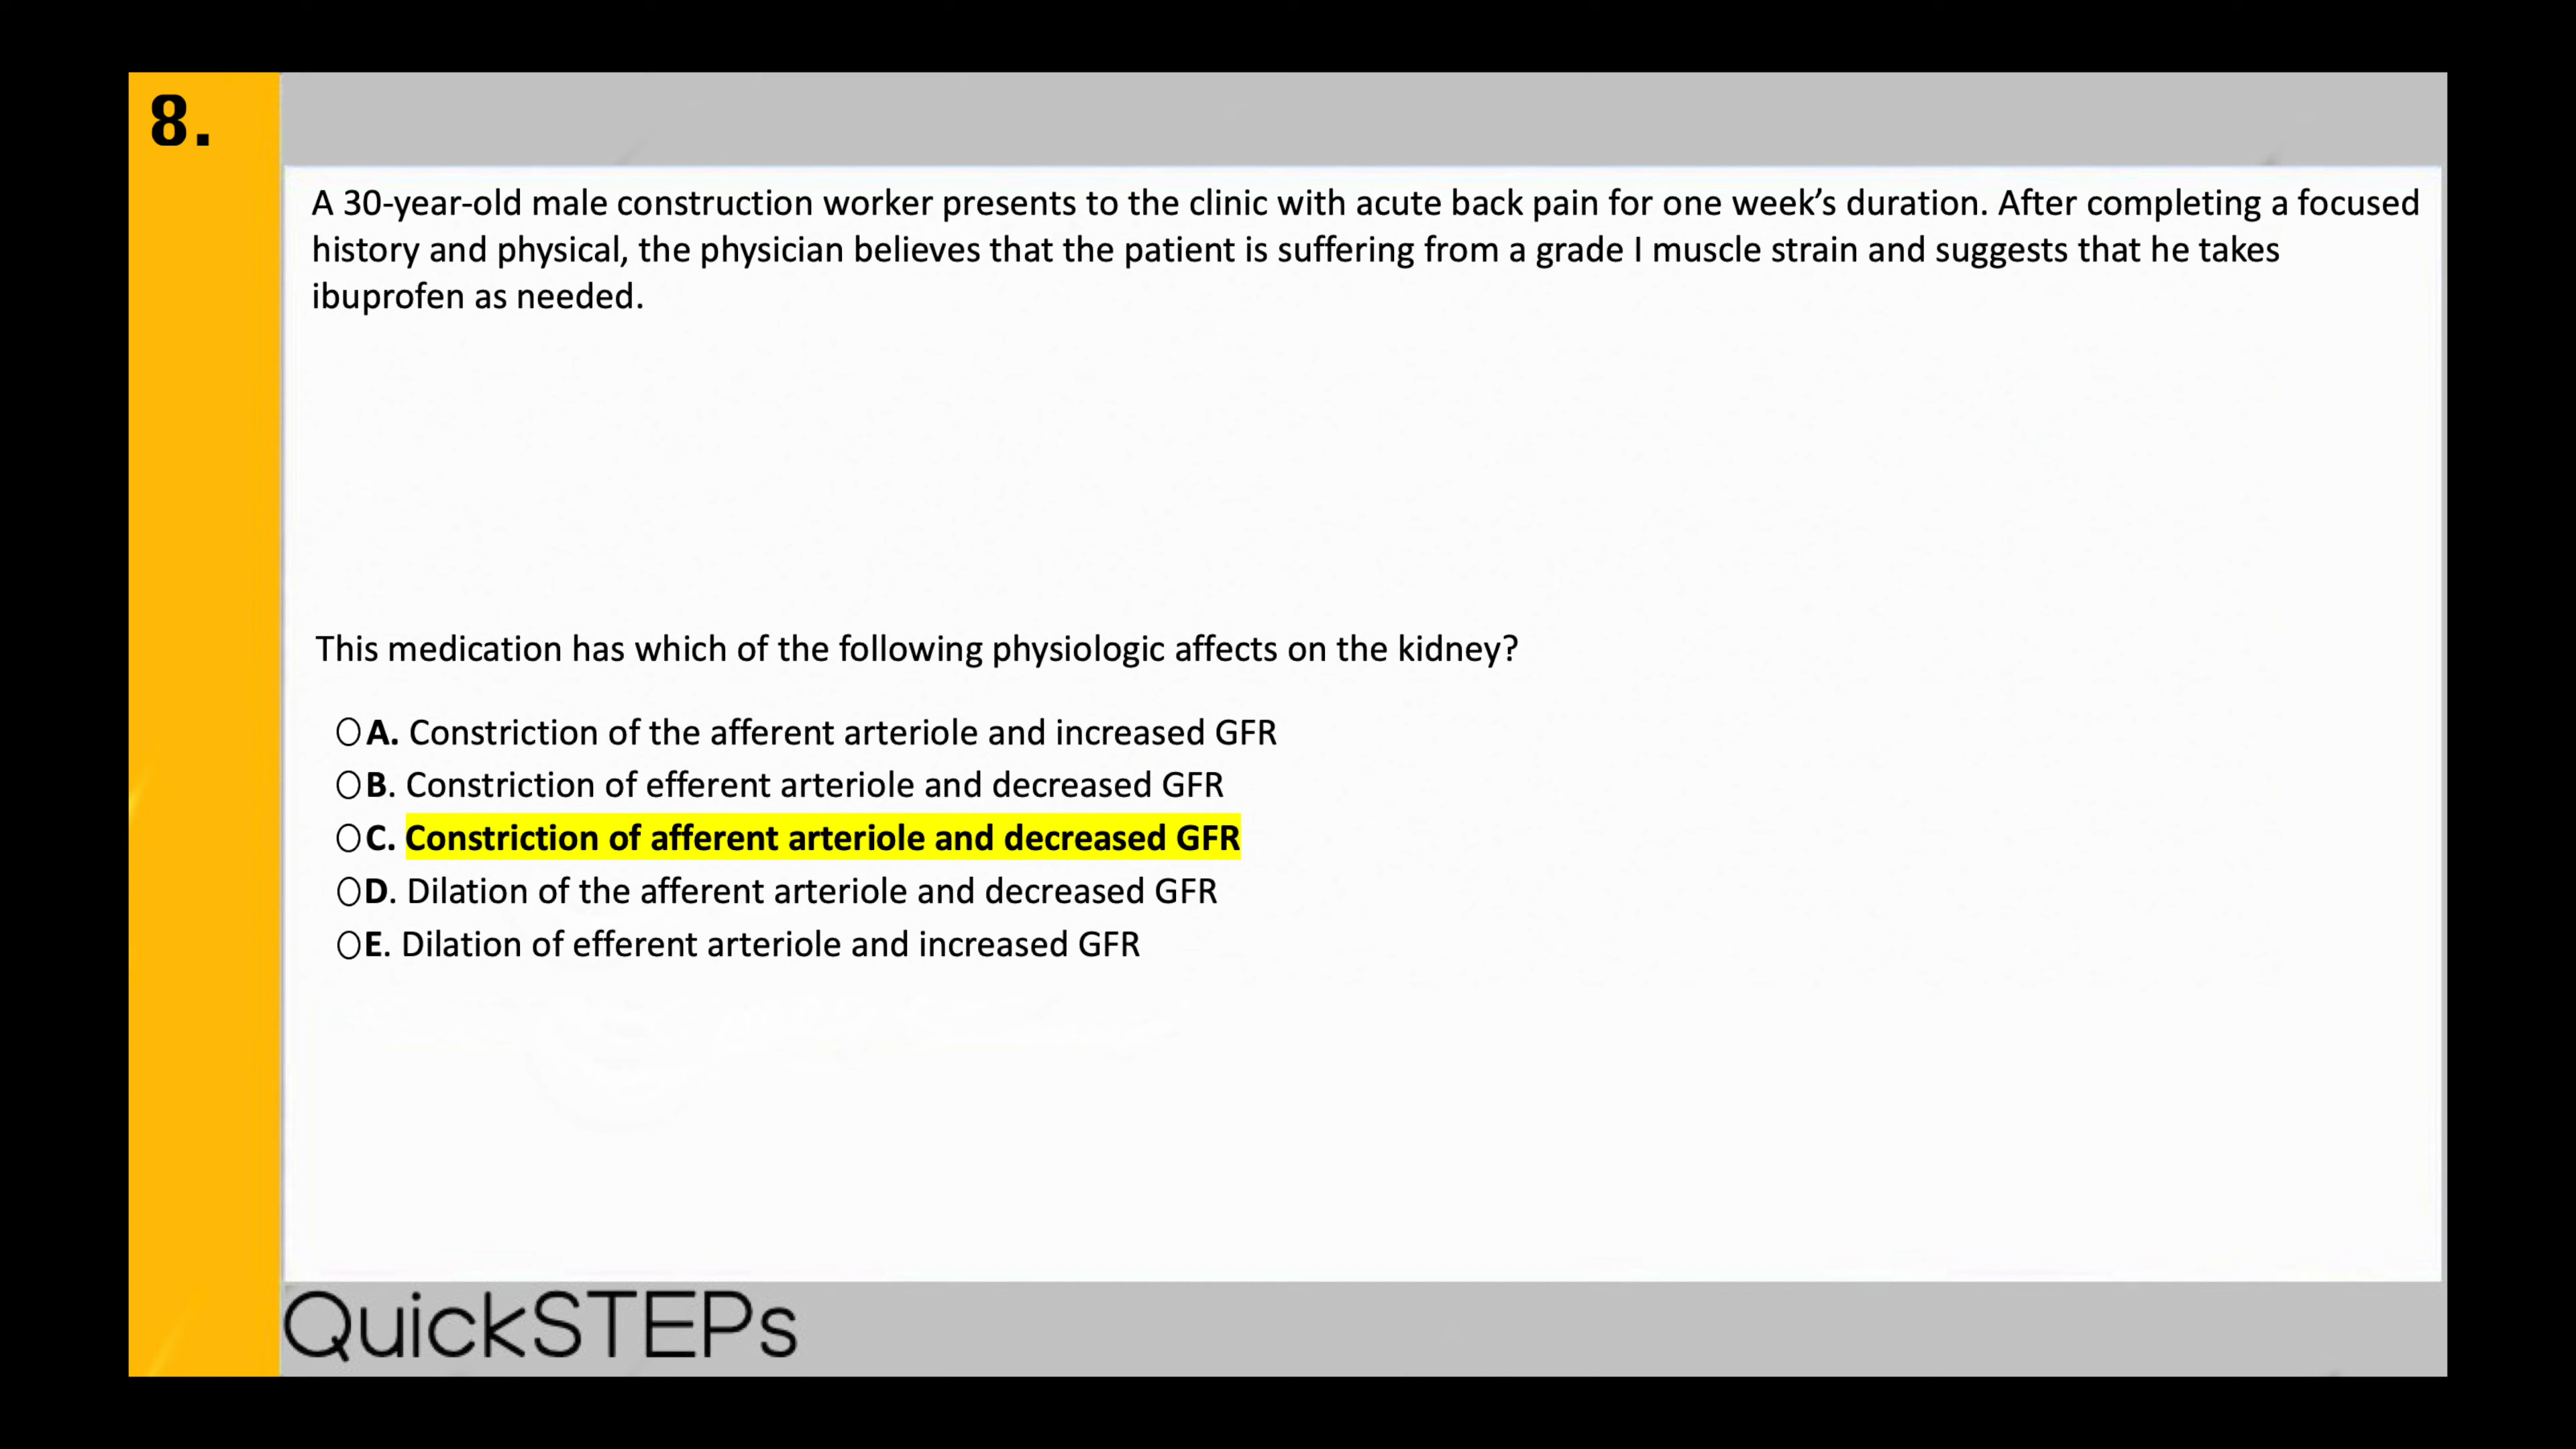 8.
A 30-year-old male construction worker presents to the clinic with acute back pain for one week’s duration. After completing a focused
history and physical, the physician believes that the patient is suffering from a grade I muscle strain and suggests that he takes
ibuprofen as needed.
This medication has which of the following physiologic affects on the kidney?
A. Constriction of the afferent arteriole and increased GFR
B. Constriction of efferent arteriole and decreased GFR
C. Constriction of afferent arteriole and decreased GFR
D. Dilation of the afferent arteriole and decreased GFR
E. Dilation of efferent arteriole and increased GFR
QuickSTEPs